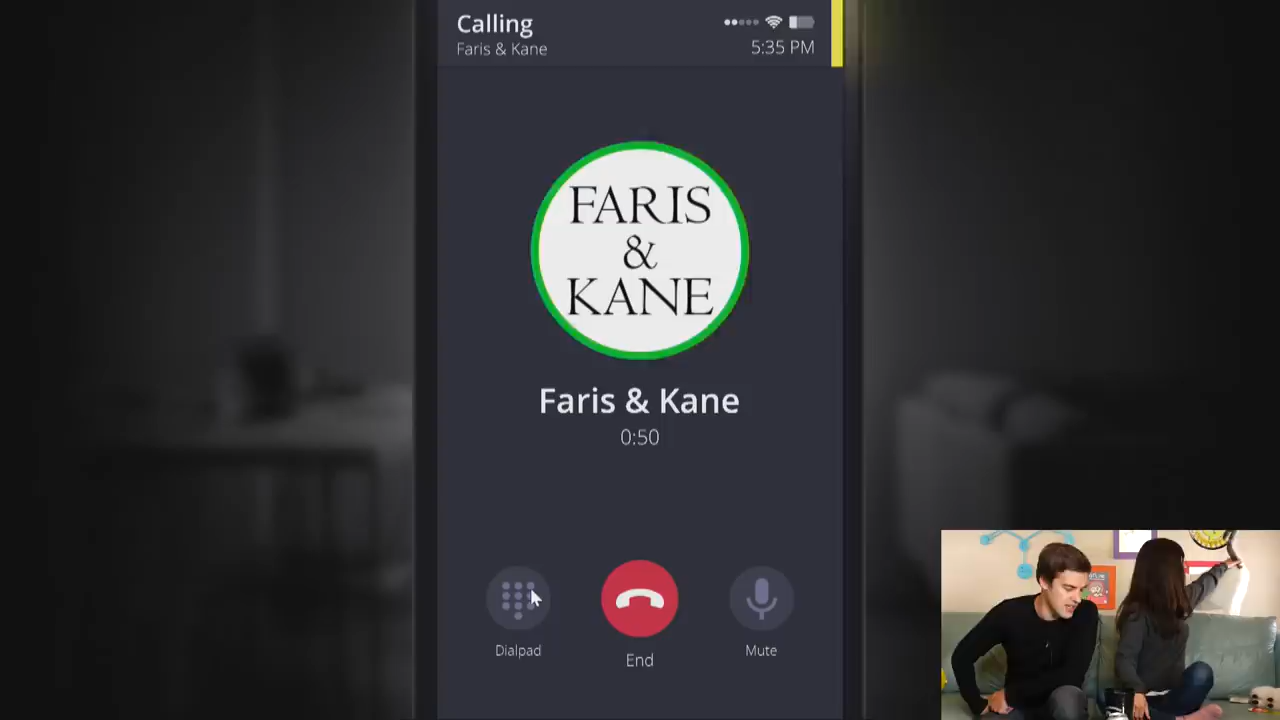 Calling
Faris & Kane
5:35 PM
FARIS
&
KANE
Faris & Kane
0:50
Dialpad
End
Mute